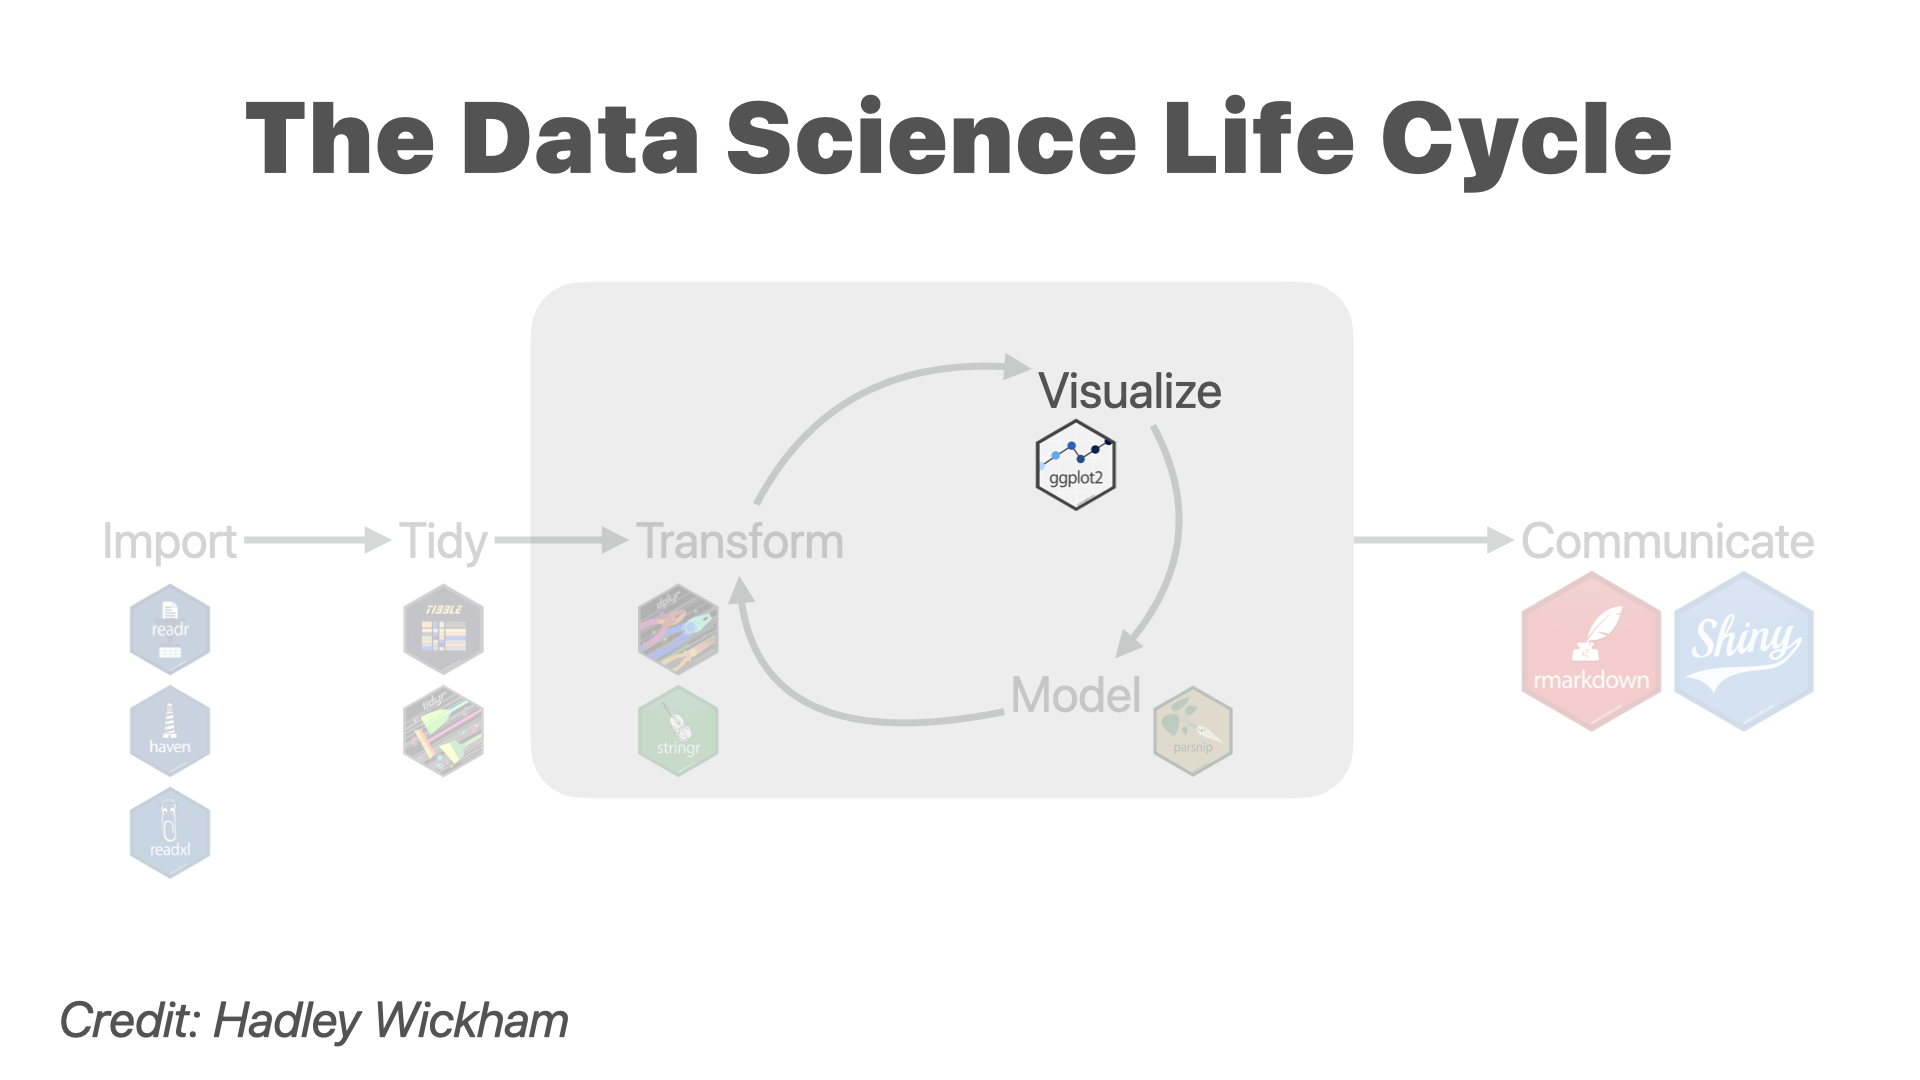 The Data Science Life Cycle
Visualize
ggplot2
Import
Tidy
Transform
Communicate
readr
TIBBLE
dplyr
rmarkdown
Shiny
haven
tidyr
stringr
Model
parsnip
readxl
Credit: Hadley Wickham